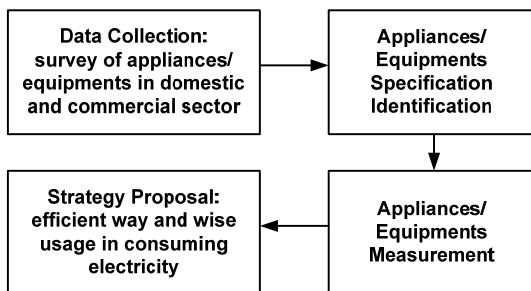 Data Collection:
survey of appliances/
equipments in domestic
and commercial sector
Appliances/
Equipments
Specification
Identification
Strategy Proposal:
efficient way and wise
usage in consuming
electricity
Appliances/
Equipments
Measurement